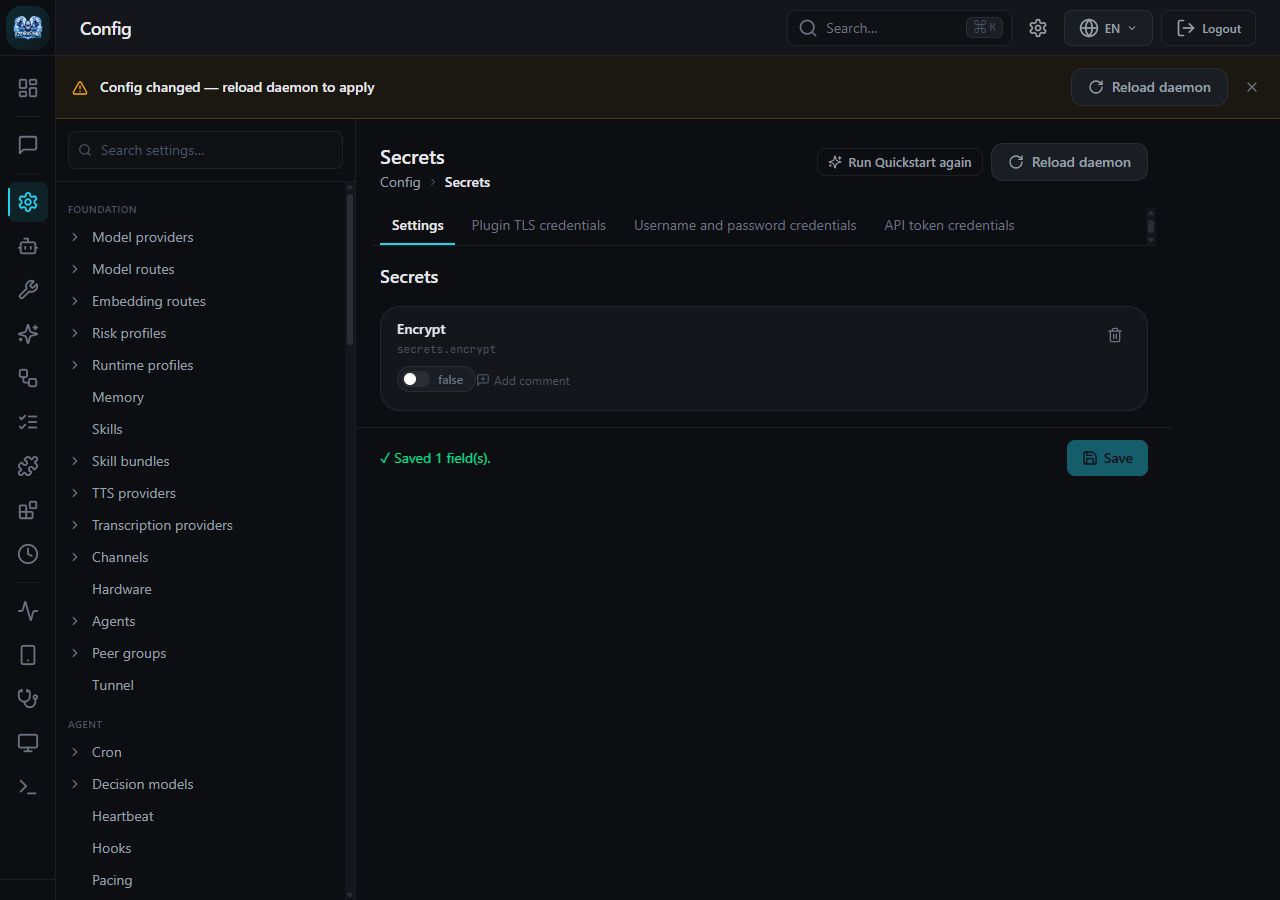 Config
Search...
⌘K
EN
Logout
Config changed — reload daemon to apply
Reload daemon
Search settings...
FOUNDATION
Model providers
Model routes
Embedding routes
Risk profiles
Runtime profiles
Memory
Skills
Skill bundles
TTS providers
Transcription providers
Channels
Hardware
Agents
Peer groups
Tunnel
AGENT
Cron
Decision models
Heartbeat
Hooks
Pacing
Secrets
Config > Secrets
Run Quickstart again
Reload daemon
Settings
Plugin TLS credentials
Username and password credentials
API token credentials
Secrets
Encrypt
secrets.encrypt
false
Add comment
✓ Saved 1 field(s).
Save